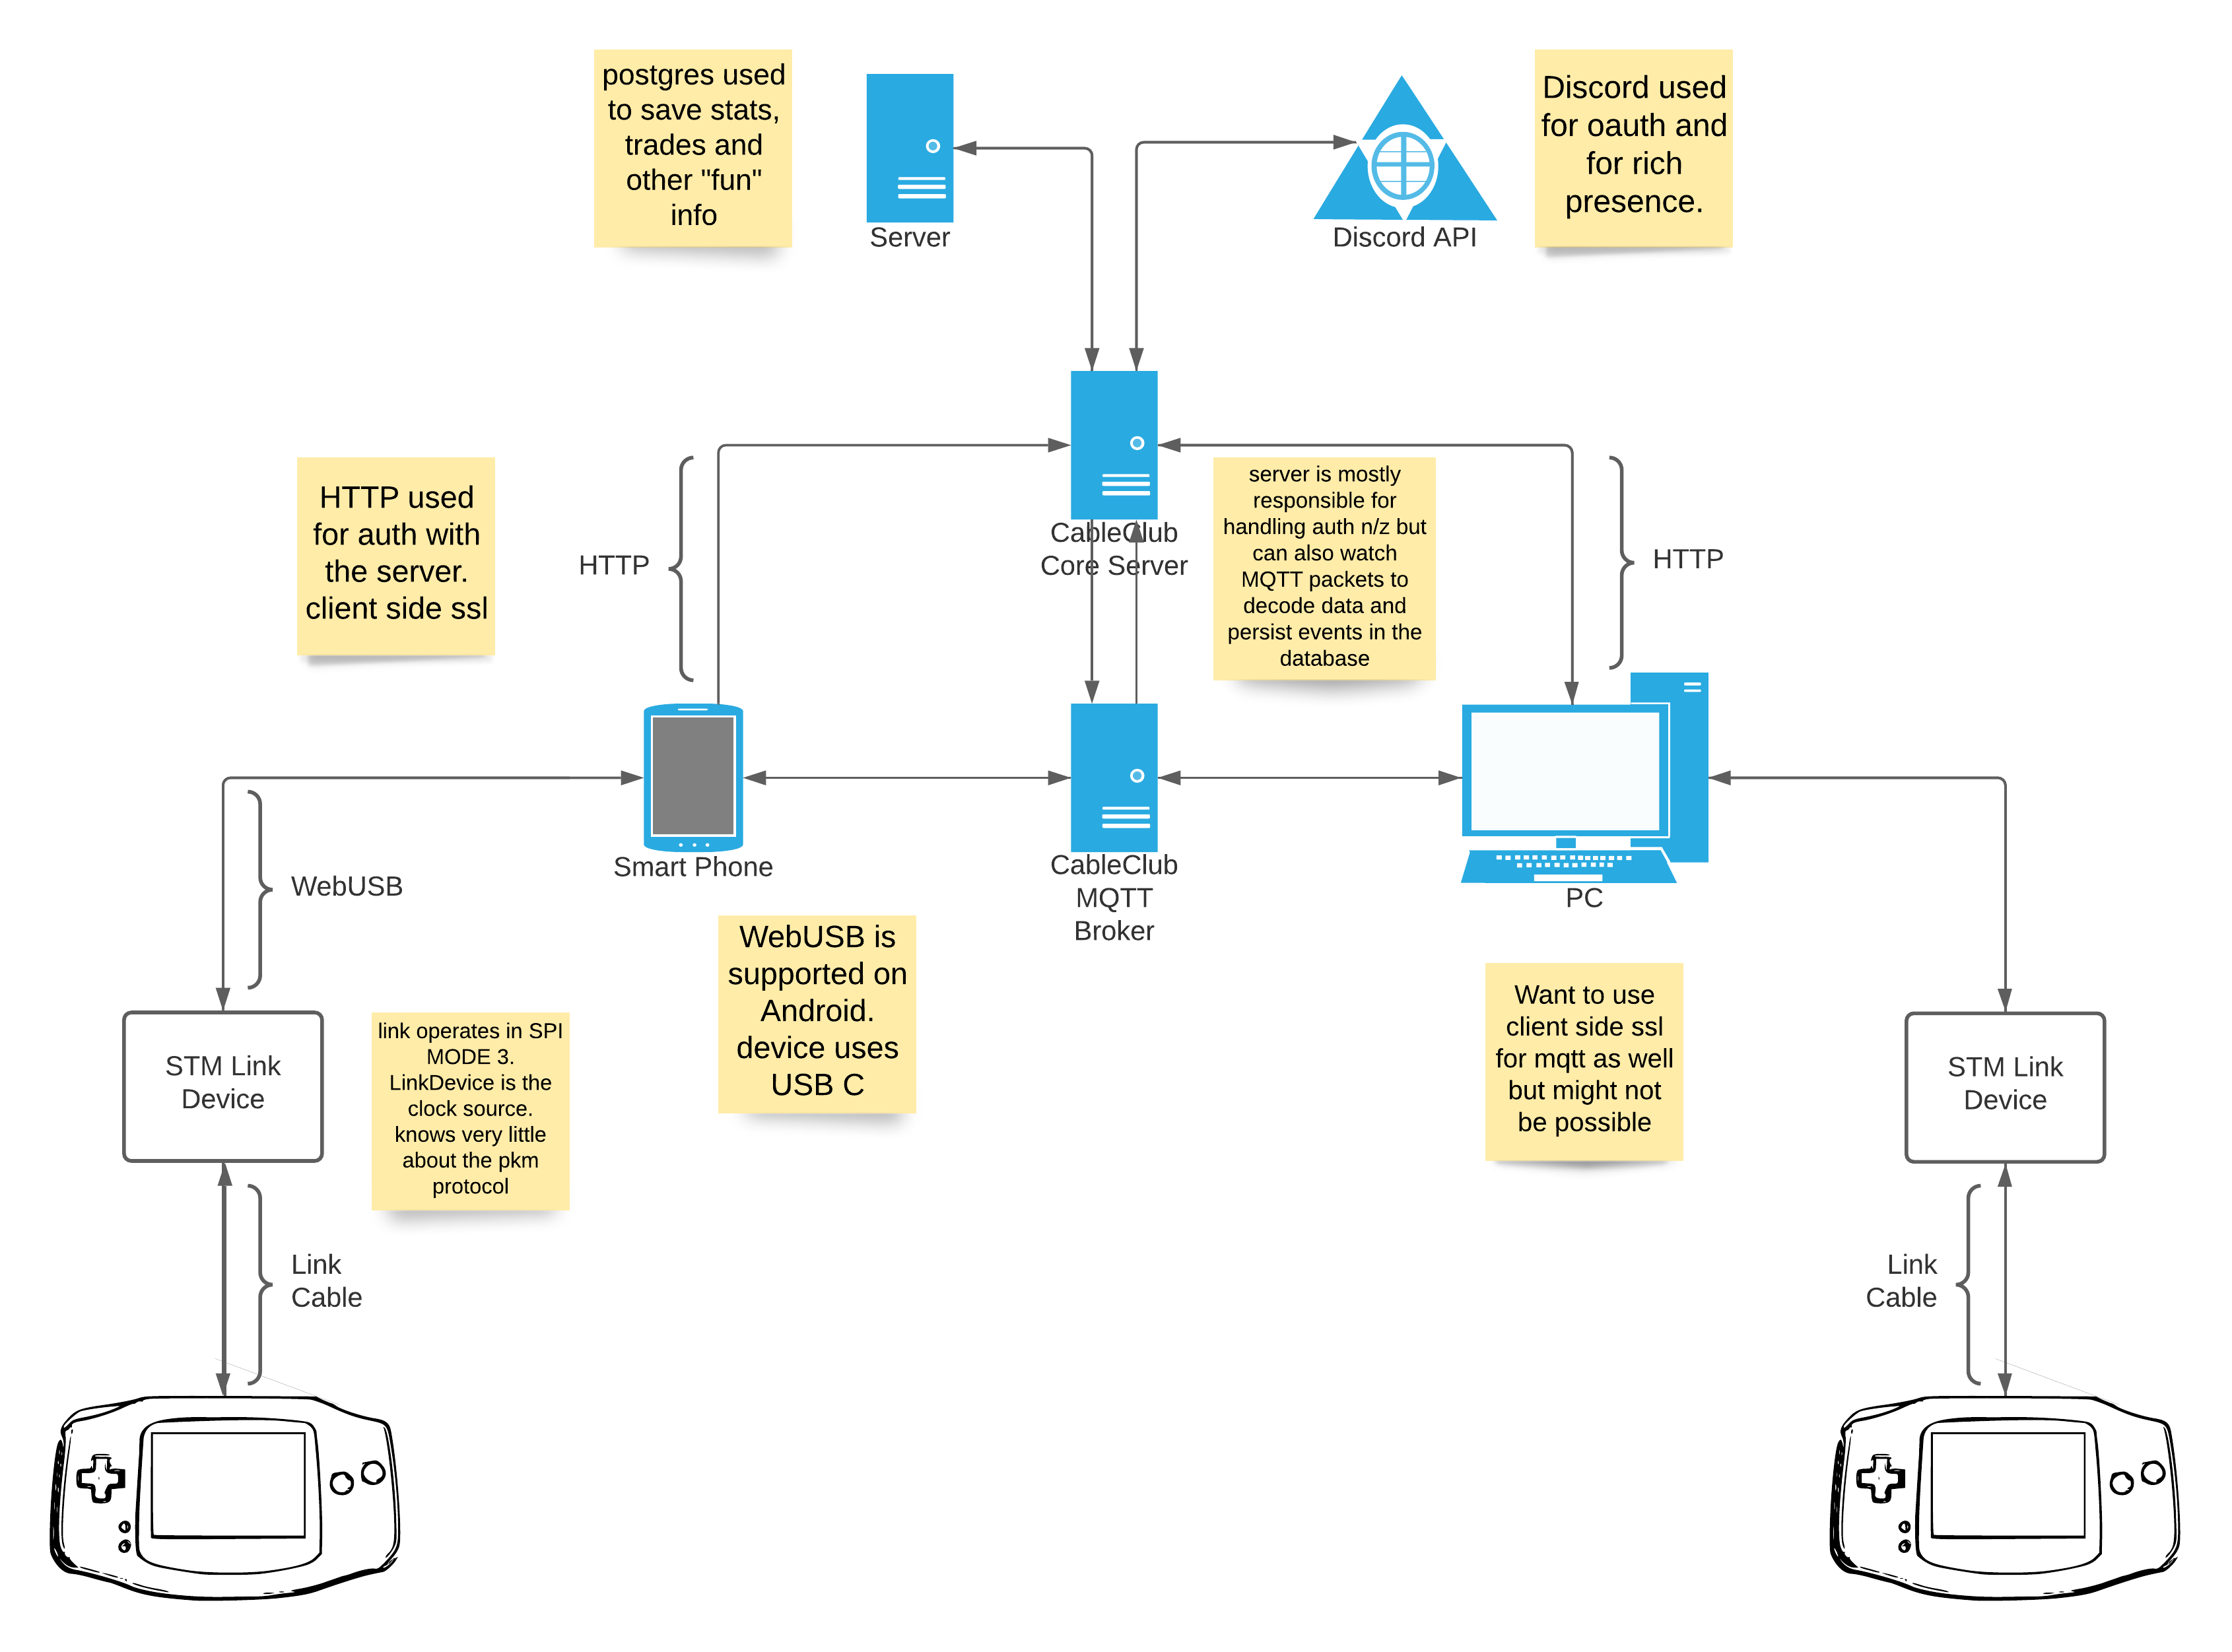 postgres used
to save stats,
trades and
other "fun"
info
Server
Discord API
Discord used
for oauth and
for rich
presence.
HTTP used
for auth with
the server.
client side ssl
HTTP
CableClub
Core Server
server is mostly
responsible for
handling auth n/z but
can also watch
MQTT packets to
decode data and
persist events in the
database
HTTP
Smart Phone
CableClub
MQTT
Broker
PC
WebUSB
WebUSB is
supported on
Android.
device uses
USB C
Want to use
client side ssl
for mqtt as well
but might not
be possible
STM Link
Device
link operates in SPI
MODE 3.
LinkDevice is the
clock source.
knows very little
about the pkm
protocol
STM Link
Device
Link
Cable
Link
Cable